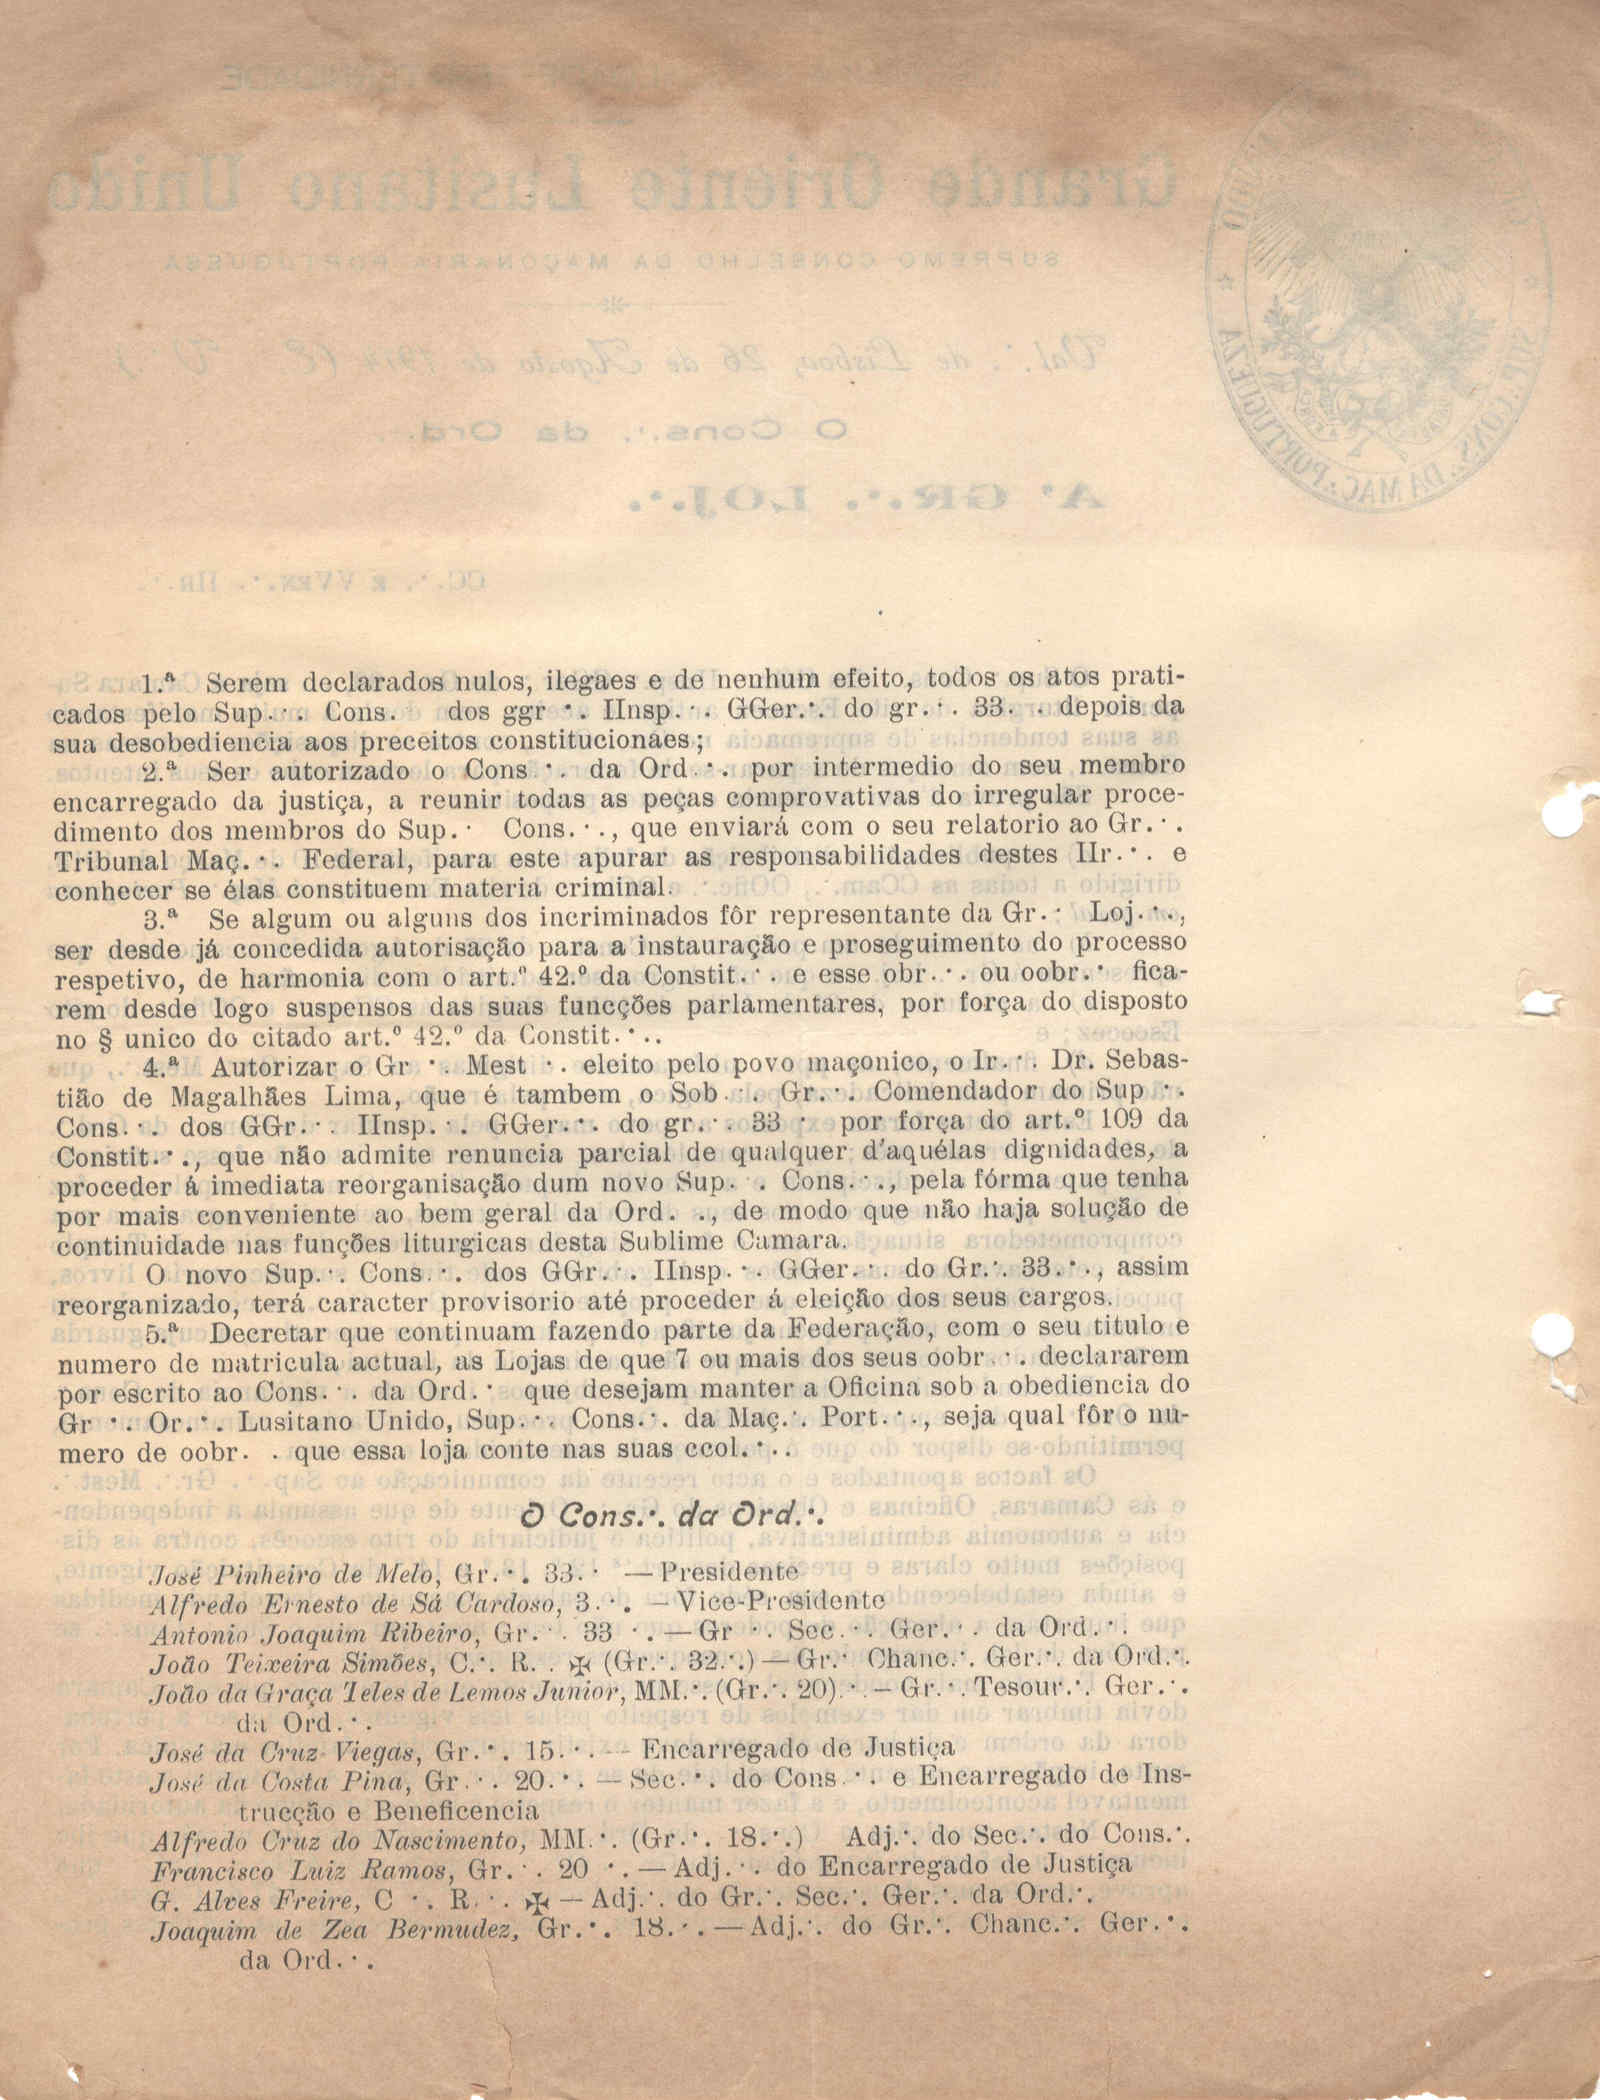 1.ª Serem declarados nulos, ilegaes e de nenhum efeito, todos os atos prati-
cados pelo Sup.·. Cons. dos ggr ·. IInsp.·. GGer.·. do gr.·. 33. . depois da
sua desobediencia aos preceitos constitucionaes;
2.ª Ser autorizado o Cons.·. da Ord.·. por intermedio do seu membro
encarregado da justiça, a reunir todas as peças comprovativas do irregular proce-
dimento dos membros do Sup.· Cons.·., que enviará com o seu relatorio ao Gr.·.
Tribunal Maç.·. Federal, para este apurar as responsabilidades destes IIr.·. e
conhecer se élas constituem materia criminal.
3.ª Se algum ou alguns dos incriminados fôr representante da Gr.· Loj.·.,
ser desde já concedida autorisação para a instauração e proseguimento do processo
respetivo, de harmonia com o art.º 42.º da Constit.·. e esse obr.·. ou oobr.· fica-
rem desde logo suspensos das suas funcções parlamentares, por força do disposto
no § unico do citado art.º 42.º da Constit.·..
4.ª Autorizar o Gr ·. Mest ·. eleito pelo povo maçonico, o Ir.·. Dr. Sebas-
tião de Magalhães Lima, que é tambem o Sob.·. Gr.·. Comendador do Sup ·.
Cons.·. dos GGr.·. IInsp.·. GGer.·. do gr.·. 33 · por força do art.º 109 da
Constit.·., que não admite renuncia parcial de qualquer d'aquélas dignidades, a
proceder á imediata reorganisação dum novo Sup. . Cons.·., pela fórma que tenha
por mais conveniente ao bem geral da Ord. ., de modo que não haja solução de
continuidade nas funções liturgicas desta Sublime Camara.
O novo Sup.·. Cons.·. dos GGr.·. IInsp.·. GGer.·. do Gr.·. 33.·., assim
reorganizado, terá caracter provisorio até proceder á eleição dos seus cargos.
5.ª Decretar que continuam fazendo parte da Federação, com o seu titulo e
numero de matricula actual, as Lojas de que 7 ou mais dos seus oobr.·. declararem
por escrito ao Cons.·. da Ord.· que desejam manter a Oficina sob a obediencia do
Gr ·. Or.·. Lusitano Unido, Sup.·. Cons.·. da Maç.·. Port.·., seja qual fôr o nu-
mero de oobr. . que essa loja conte nas suas ccol.·..
O Cons.·. da Ord.·.
José Pinheiro de Melo, Gr.·. 33.· — Presidente
Alfredo Ernesto de Sá Cardoso, 3.·. — Vice-Presidente
Antonio Joaquim Ribeiro, Gr.·. 33 ·. — Gr ·. Sec.·. Ger.·. da Ord.·.
João Teixeira Simões, C.·. R. . ✠ (Gr.·. 32.·.) — Gr.· Chanc.·. Ger.·. da Ord.·.
João da Graça Teles de Lemos Junior, MM.·. (Gr.·. 20).·. — Gr.·. Tesour.·. Ger.·.
da Ord.·.
José da Cruz Viegas, Gr.·. 15.·. — Encarregado de Justiça
José da Costa Pina, Gr.·. 20.·. — Sec.·. do Cons.·. e Encarregado de Ins-
trucção e Beneficencia
Alfredo Cruz do Nascimento, MM.·. (Gr.·. 18.·.) Adj.·. do Sec.·. do Cons.·.
Francisco Luiz Ramos, Gr.·. 20 ·. — Adj.·. do Encarregado de Justiça
G. Alves Freire, C ·. R.·. ✠ — Adj.·. do Gr.·. Sec.·. Ger.·. da Ord.·.
Joaquim de Zea Bermudez, Gr.·. 18.·. — Adj.·. do Gr.·. Chanc.·. Ger.·.
da Ord.·.